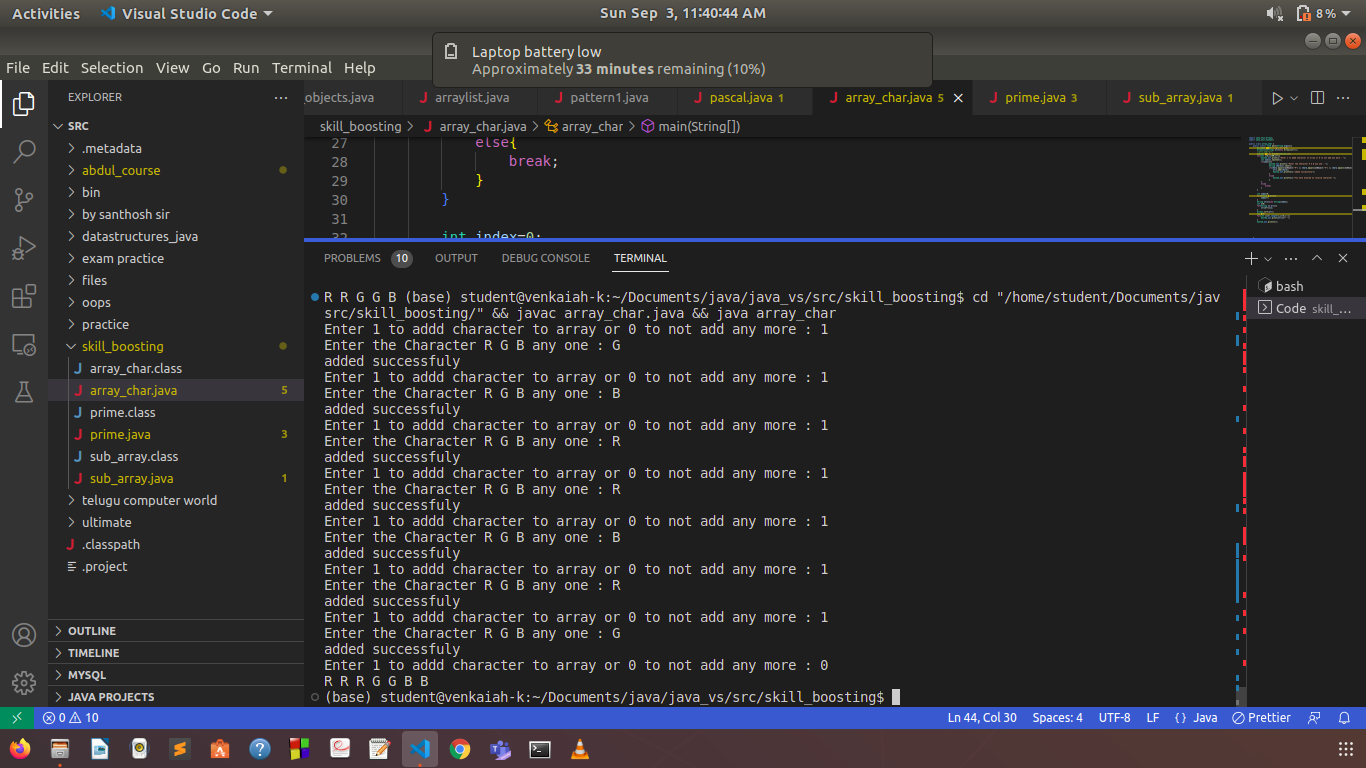 Activities Visual Studio Code Sun Sep 3, 11:40:44 AM 8%
Laptop battery low
Approximately 33 minutes remaining (10%)
File Edit Selection View Go Run Terminal Help
EXPLORER
_objects.java arraylist.java pattern1.java pascal.java 1 array_char.java 5 prime.java 3 sub_array.java 1
skill_boosting > array_char.java > array_char > main(String[])
SRC
.metadata
abdul_course
bin
by santhosh sir
datastructures_java
exam practice
files
oops
practice
skill_boosting
array_char.class
array_char.java 5
prime.class
prime.java 3
sub_array.class
sub_array.java 1
telugu computer world
ultimate
.classpath
.project
OUTLINE
TIMELINE
MYSQL
JAVA PROJECTS
27 else{
28 break;
29 }
30 }
31
32 int index=0;
PROBLEMS 10 OUTPUT DEBUG CONSOLE TERMINAL
bash
Code skill_...
R R G G B (base) student@venkaiah-k:~/Documents/java/java_vs/src/skill_boosting$ cd "/home/student/Documents/jav
src/skill_boosting/" && javac array_char.java && java array_char
Enter 1 to addd character to array or 0 to not add any more : 1
Enter the Character R G B any one : G
added successfuly
Enter 1 to addd character to array or 0 to not add any more : 1
Enter the Character R G B any one : B
added successfuly
Enter 1 to addd character to array or 0 to not add any more : 1
Enter the Character R G B any one : R
added successfuly
Enter 1 to addd character to array or 0 to not add any more : 1
Enter the Character R G B any one : R
added successfuly
Enter 1 to addd character to array or 0 to not add any more : 1
Enter the Character R G B any one : B
added successfuly
Enter 1 to addd character to array or 0 to not add any more : 1
Enter the Character R G B any one : R
added successfuly
Enter 1 to addd character to array or 0 to not add any more : 1
Enter the Character R G B any one : G
added successfuly
Enter 1 to addd character to array or 0 to not add any more : 0
R R R G G B B
(base) student@venkaiah-k:~/Documents/java/java_vs/src/skill_boosting$
0 10 Ln 44, Col 30 Spaces: 4 UTF-8 LF {} Java Prettier